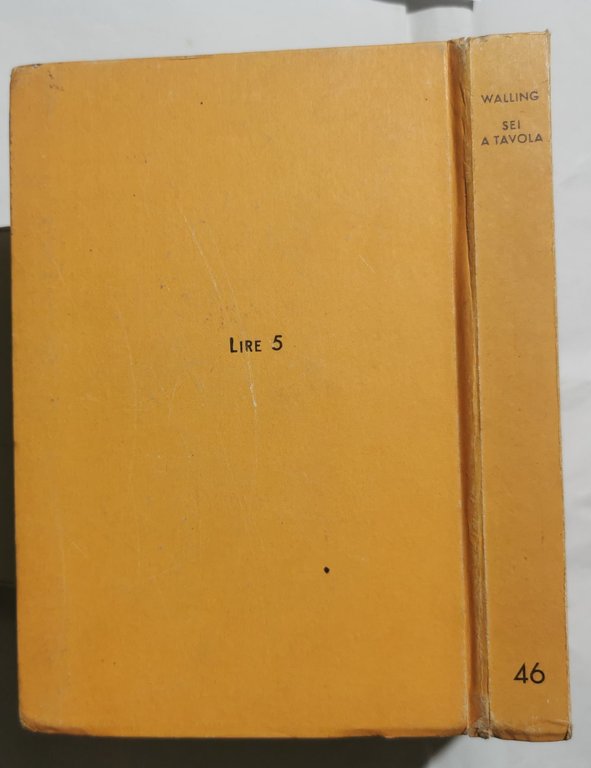 WALLING
SEI
A TAVOLA
LIRE 5
46